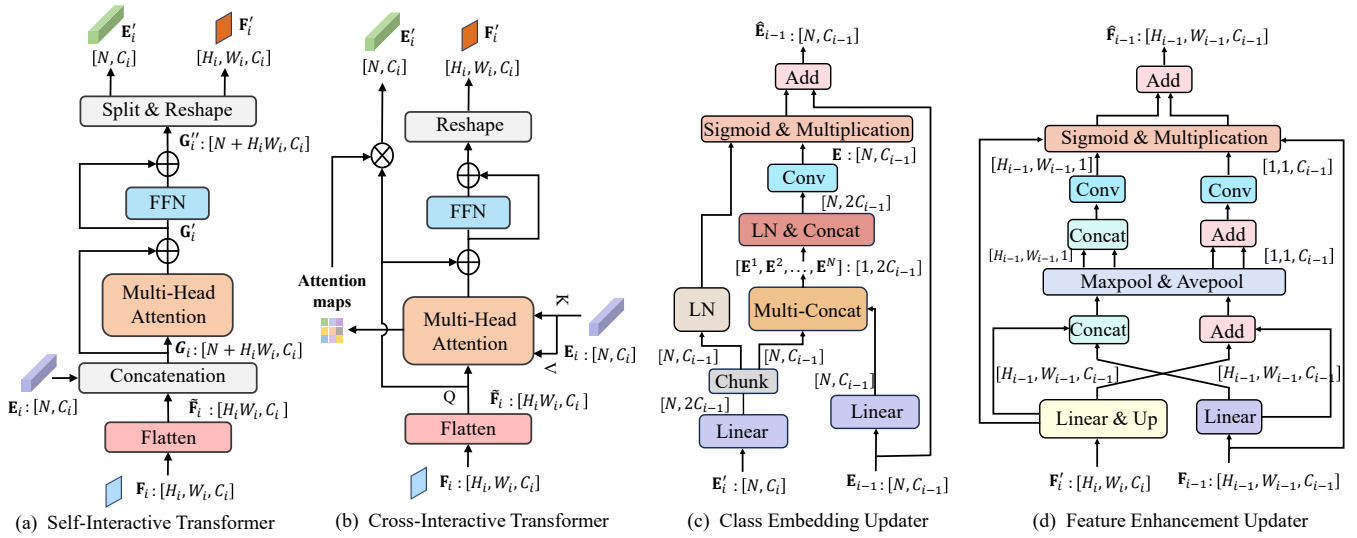 E′_i
[N, C_i]
F′_i
[H_i, W_i, C_i]
Split & Reshape
G″_i : [N + H_iW_i, C_i]
FFN
G′_i
Multi-Head
Attention
G_i : [N + H_iW_i, C_i]
Concatenation
E_i : [N, C_i]
F̃_i : [H_iW_i, C_i]
Flatten
F_i : [H_i, W_i, C_i]
(a) Self-Interactive Transformer
E′_i
[N, C_i]
F′_i
[H_i, W_i, C_i]
Reshape
FFN
Attention
maps
Multi-Head
Attention
K
V
E_i : [N, C_i]
Q
F̃_i : [H_iW_i, C_i]
Flatten
F_i : [H_i, W_i, C_i]
(b) Cross-Interactive Transformer
Ê_{i−1} : [N, C_{i−1}]
Add
Sigmoid & Multiplication
E : [N, C_{i−1}]
Conv
[N, 2C_{i−1}]
LN & Concat
[E^1, E^2, ..., E^N] : [1, 2C_{i−1}]
LN
Multi-Concat
[N, C_{i−1}]
[N, C_{i−1}]
Chunk
[N, C_{i−1}]
[N, 2C_{i−1}]
Linear
Linear
E′_i : [N, C_i]
E_{i−1} : [N, C_{i−1}]
(c) Class Embedding Updater
F̂_{i−1} : [H_{i−1}, W_{i−1}, C_{i−1}]
Add
Sigmoid & Multiplication
[H_{i−1}, W_{i−1}, 1]
[1,1, C_{i−1}]
Conv
Conv
Concat
Add
[H_{i−1}, W_{i−1}, 1]
[1,1, C_{i−1}]
Maxpool & Avepool
Concat
Add
[H_{i−1}, W_{i−1}, C_{i−1}]
[H_{i−1}, W_{i−1}, C_{i−1}]
Linear & Up
Linear
F′_i : [H_i, W_i, C_i]
F_{i−1} : [H_{i−1}, W_{i−1}, C_{i−1}]
(d) Feature Enhancement Updater